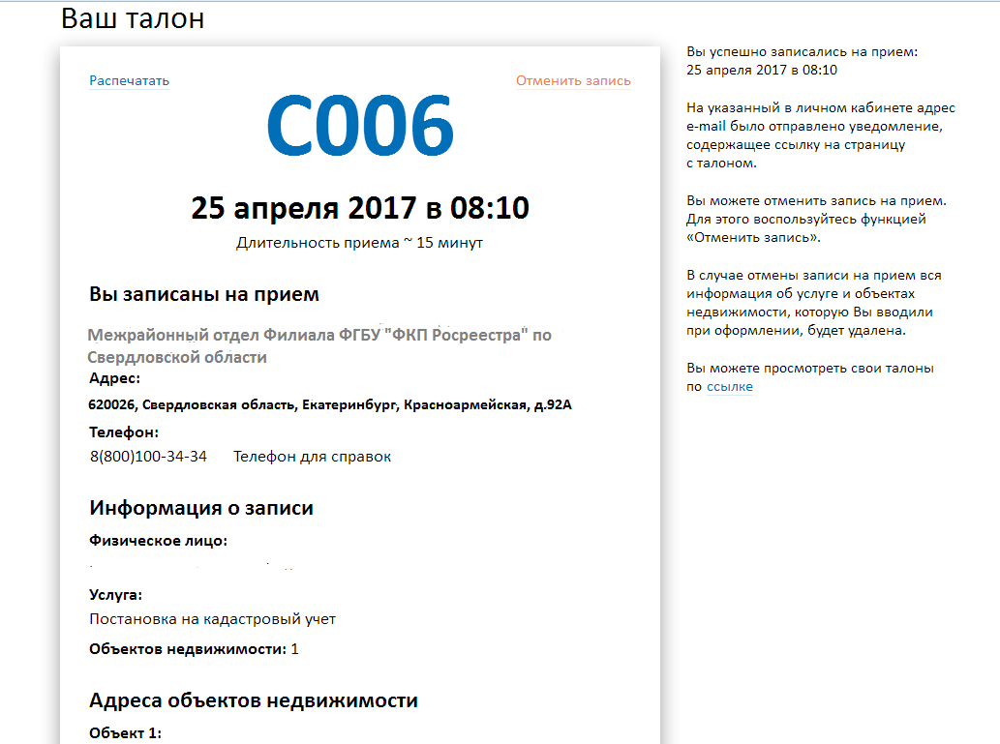 Ваш талон
Распечатать
Отменить запись
С006
25 апреля 2017 в 08:10
Длительность приема ~ 15 минут
Вы записаны на прием
Межрайонный отдел Филиала ФГБУ "ФКП Росреестра" по
Свердловской области
Адрес:
620026, Свердловская область, Екатеринбург, Красноармейская, д.92А
Телефон:
8(800)100-34-34 Телефон для справок
Информация о записи
Физическое лицо:
Услуга:
Постановка на кадастровый учет
Объектов недвижимости: 1
Адреса объектов недвижимости
Объект 1:
Вы успешно записались на прием:
25 апреля 2017 в 08:10
На указанный в личном кабинете адрес
e-mail было отправлено уведомление,
содержащее ссылку на страницу
с талоном.
Вы можете отменить запись на прием.
Для этого воспользуйтесь функцией
«Отменить запись».
В случае отмены записи на прием вся
информация об услуге и объектах
недвижимости, которую Вы вводили
при оформлении, будет удалена.
Вы можете просмотреть свои талоны
по ссылке